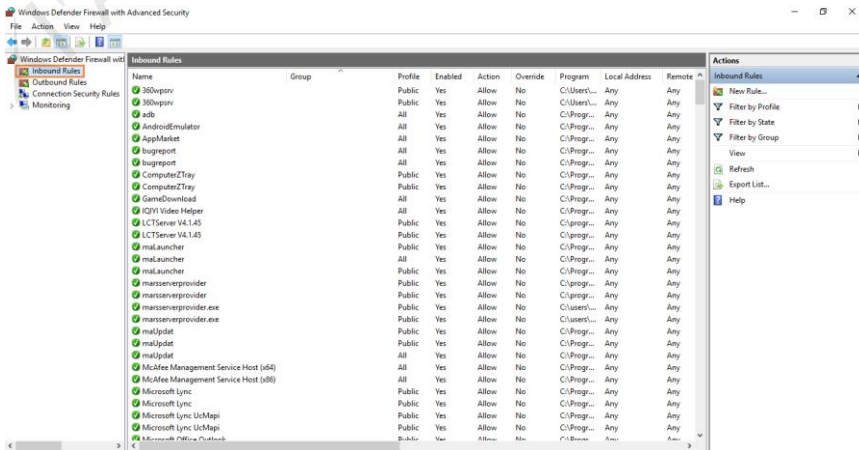 Windows Defender Firewall with Advanced Security
File Action View Help
Windows Defender Firewall with
Inbound Rules
Outbound Rules
Connection Security Rules
Monitoring
Inbound Rules
Name Group Profile Enabled Action Override Program Local Address Remote
360wpsrv Public Yes Allow No C:\Users\... Any Any
360wpsrv Public Yes Allow No C:\Users\... Any Any
adb All Yes Allow No C:\Progr... Any Any
AndroidEmulator All Yes Allow No C:\Progr... Any Any
AppMarket All Yes Allow No C:\Progr... Any Any
bugreport All Yes Allow No C:\Progr... Any Any
bugreport All Yes Allow No C:\Progr... Any Any
ComputerZTray Public Yes Allow No C:\Progr... Any Any
ComputerZTray Public Yes Allow No C:\Progr... Any Any
GameDownload All Yes Allow No C:\Progr... Any Any
IQIYI Video Helper All Yes Allow No C:\Progr... Any Any
LCTServer V4.1.45 Public Yes Allow No C:\progr... Any Any
LCTServer V4.1.45 Public Yes Allow No C:\progr... Any Any
maLauncher Public Yes Allow No C:\Progr... Any Any
maLauncher All Yes Allow No C:\Progr... Any Any
maLauncher Public Yes Allow No C:\Progr... Any Any
marsserverprovider Public Yes Allow No C:\progr... Any Any
marsserverprovider Public Yes Allow No C:\progr... Any Any
marsserverprovider.exe Public Yes Allow No C:\users\... Any Any
marsserverprovider.exe Public Yes Allow No C:\users\... Any Any
maUpdat Public Yes Allow No C:\Progr... Any Any
maUpdat Public Yes Allow No C:\Progr... Any Any
maUpdat All Yes Allow No C:\Progr... Any Any
McAfee Management Service Host (x64) All Yes Allow No C:\Progr... Any Any
McAfee Management Service Host (x86) All Yes Allow No C:\Progr... Any Any
Microsoft Lync Public Yes Allow No C:\Progr... Any Any
Microsoft Lync Public Yes Allow No C:\Progr... Any Any
Microsoft Lync UcMapi Public Yes Allow No C:\Progr... Any Any
Microsoft Lync UcMapi Public Yes Allow No C:\Progr... Any Any
Microsoft Office Outlook Public Yes Allow No C:\Progr... Any Any
Actions
Inbound Rules
New Rule...
Filter by Profile
Filter by State
Filter by Group
View
Refresh
Export List...
Help